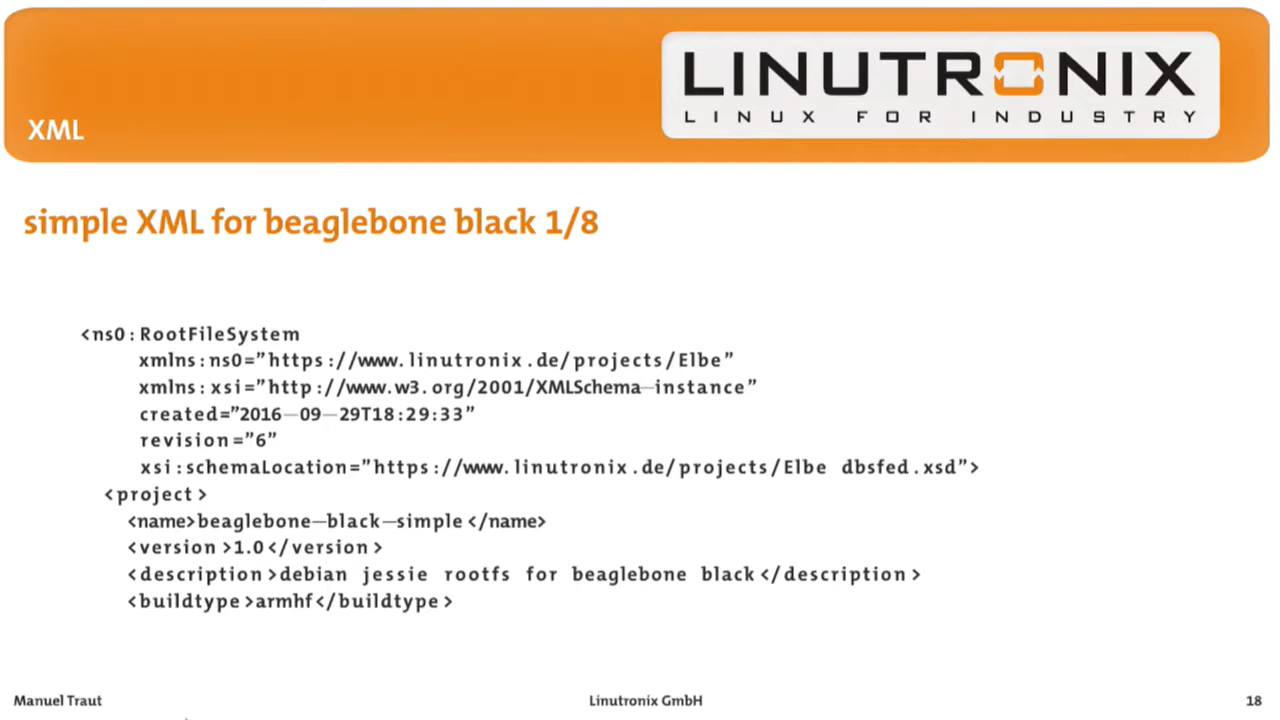 LINUTRONIX
LINUX FOR INDUSTRY
XML
simple XML for beaglebone black 1/8
<ns0:RootFileSystem
xmlns:ns0="https://www.linutronix.de/projects/Elbe"
xmlns:xsi="http://www.w3.org/2001/XMLSchema-instance"
created="2016-09-29T18:29:33"
revision="6"
xsi:schemaLocation="https://www.linutronix.de/projects/Elbe dbsfed.xsd">
<project>
<name>beaglebone-black-simple</name>
<version>1.0</version>
<description>debian jessie rootfs for beaglebone black</description>
<buildtype>armhf</buildtype>
Manuel Traut
Linutronix GmbH
18